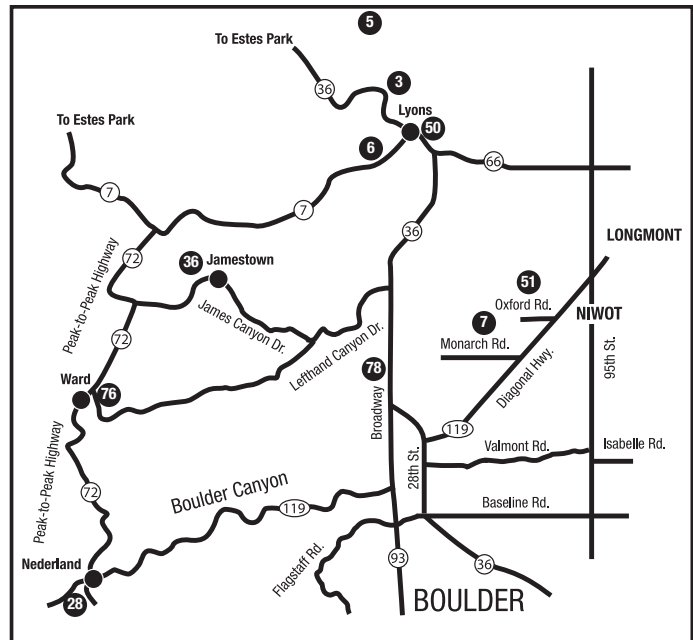 5
To Estes Park
36
3
Lyons
50
To Estes Park
6
66
7
7
36
LONGMONT
72
36
Jamestown
51
Oxford Rd.
NIWOT
Peak-to-Peak Highway
James Canyon Dr.
7
Monarch Rd.
72
Lefthand Canyon Dr.
Diagonal Hwy.
95th St.
78
Ward
76
Broadway
119
Valmont Rd.
Isabelle Rd.
28th St.
Peak-to-Peak Highway
72
Boulder Canyon
119
Baseline Rd.
Flagstaff Rd.
Nederland
93
36
28
BOULDER